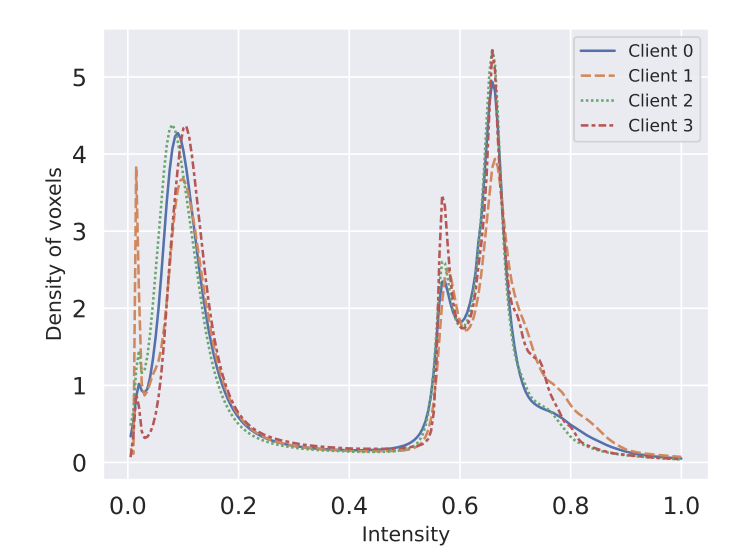 Client 0
Client 1
Client 2
Client 3
5
4
3
2
1
0
Density of voxels
0.0 0.2 0.4 0.6 0.8 1.0
Intensity